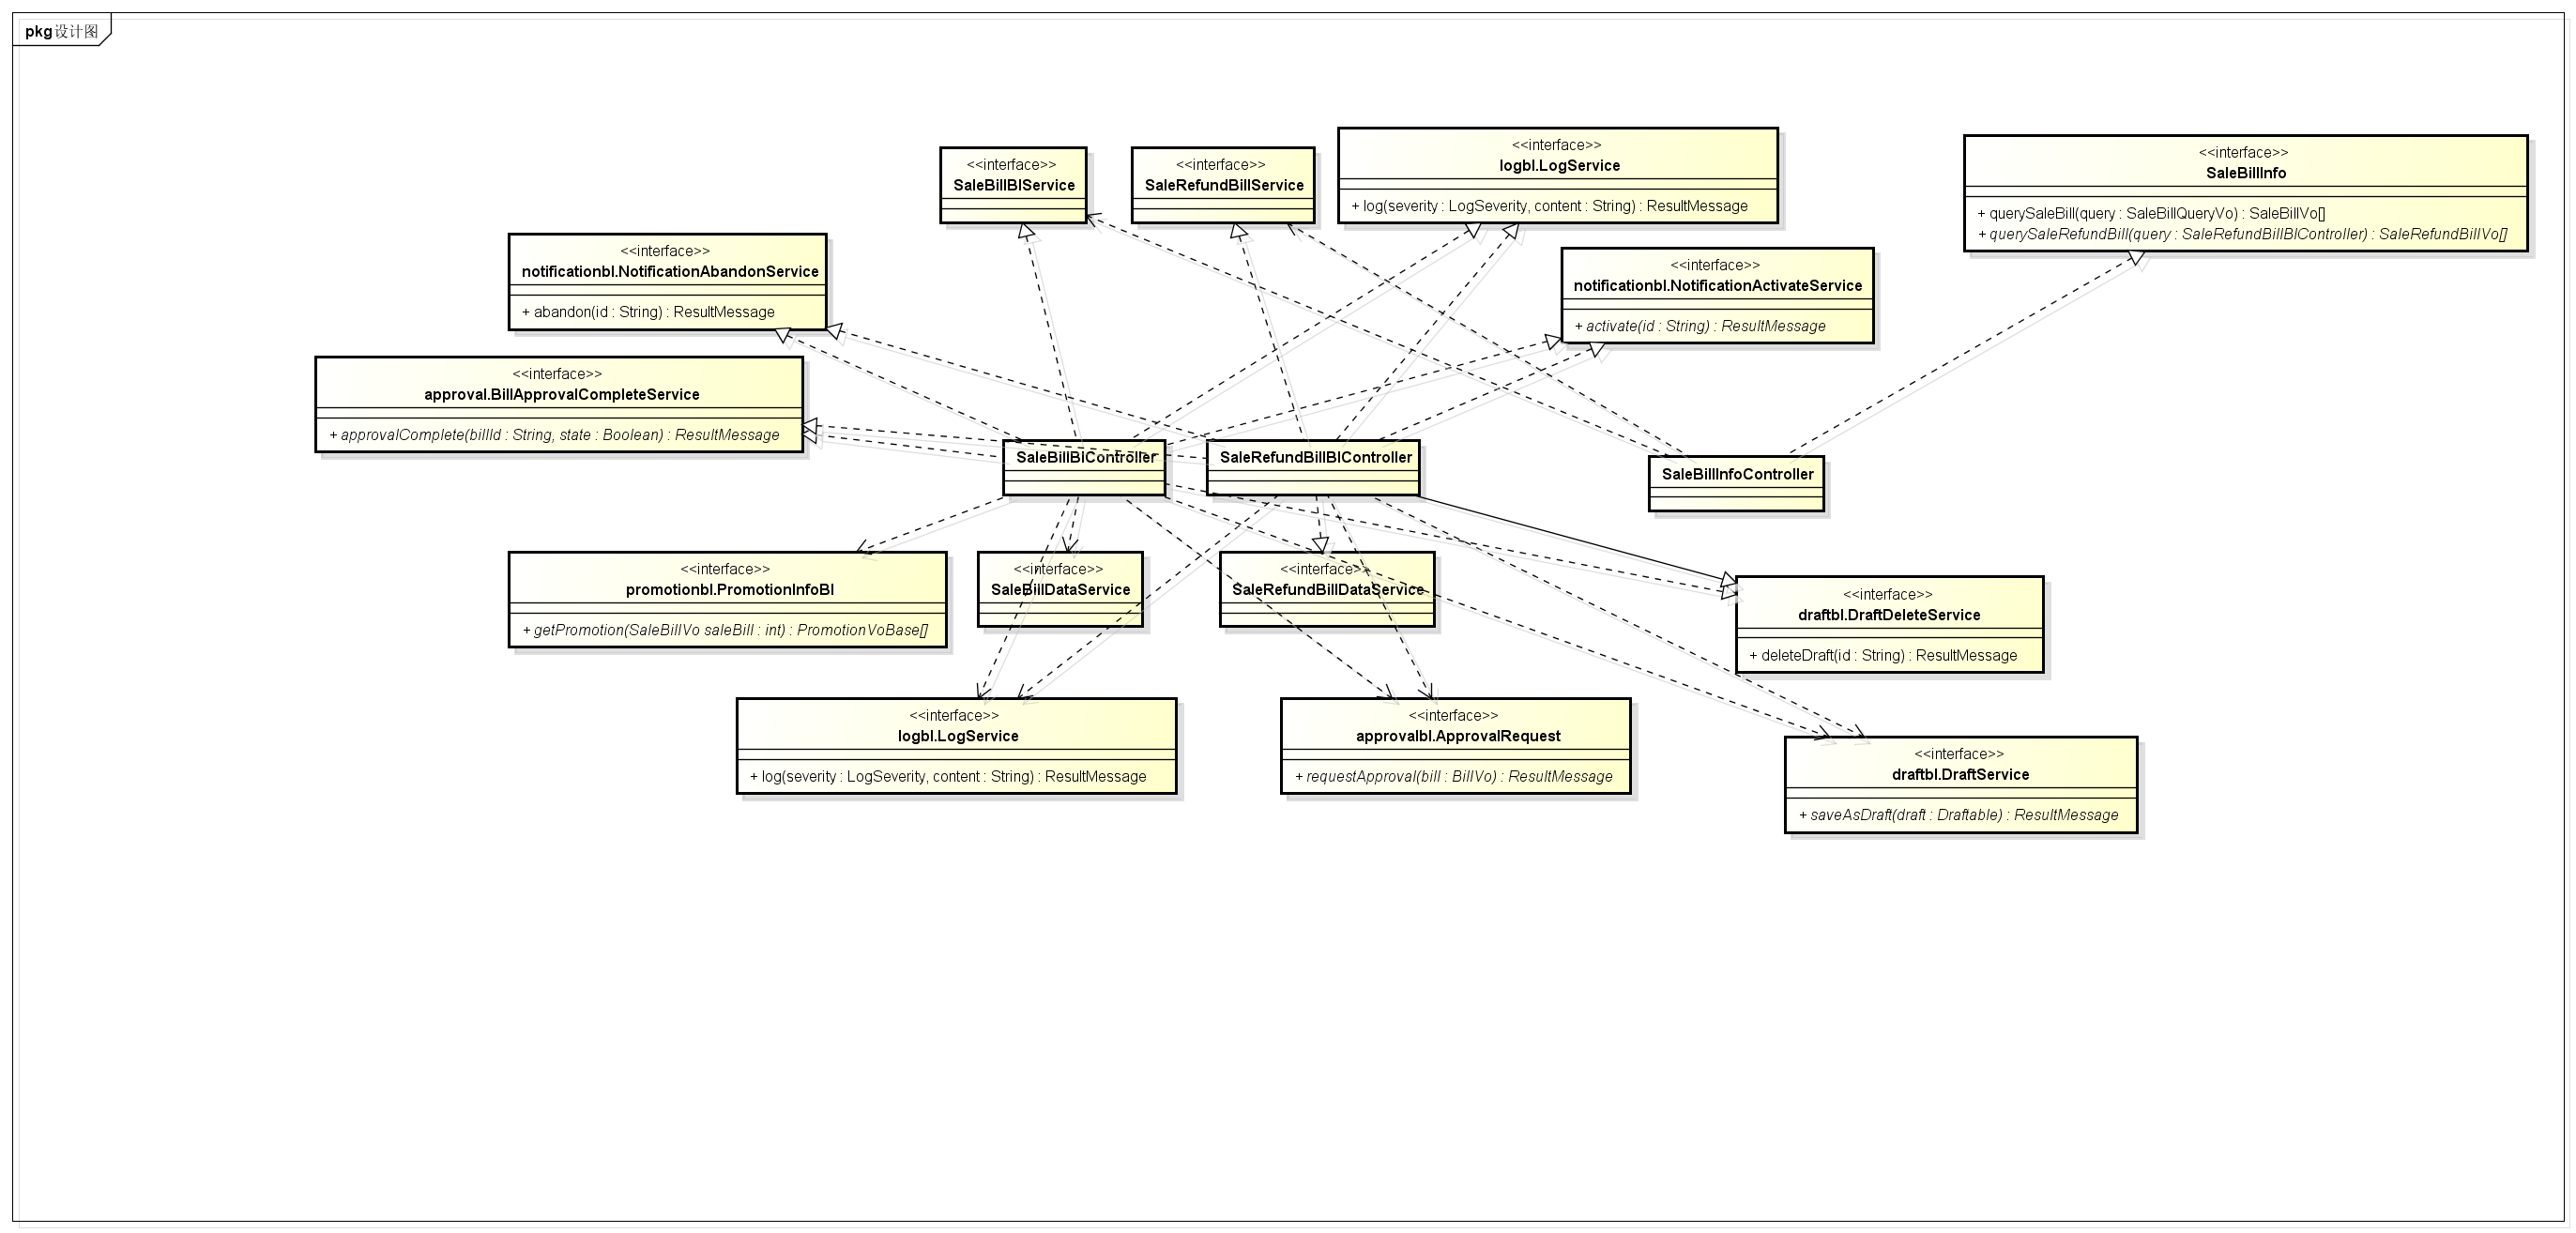 pkg 设计图
<<interface>>
SaleBillBlService
<<interface>>
SaleRefundBillService
<<interface>>
logbl.LogService
+ log(severity : LogSeverity, content : String) : ResultMessage
<<interface>>
SaleBillInfo
+ querySaleBill(query : SaleBillQueryVo) : SaleBillVo[]
+ querySaleRefundBill(query : SaleRefundBillBlController) : SaleRefundBillVo[]
<<interface>>
notificationbl.NotificationAbandonService
+ abandon(id : String) : ResultMessage
<<interface>>
notificationbl.NotificationActivateService
+ activate(id : String) : ResultMessage
<<interface>>
approval.BillApprovalCompleteService
+ approvalComplete(billId : String, state : Boolean) : ResultMessage
SaleBillBlController
SaleRefundBillBlController
SaleBillInfoController
<<interface>>
promotionbl.PromotionInfoBl
+ getPromotion(SaleBillVo saleBill : int) : PromotionVoBase[]
<<interface>>
SaleBillDataService
<<interface>>
SaleRefundBillDataService
<<interface>>
draftbl.DraftDeleteService
+ deleteDraft(id : String) : ResultMessage
<<interface>>
logbl.LogService
+ log(severity : LogSeverity, content : String) : ResultMessage
<<interface>>
approvalbl.ApprovalRequest
+ requestApproval(bill : BillVo) : ResultMessage
<<interface>>
draftbl.DraftService
+ saveAsDraft(draft : Draftable) : ResultMessage